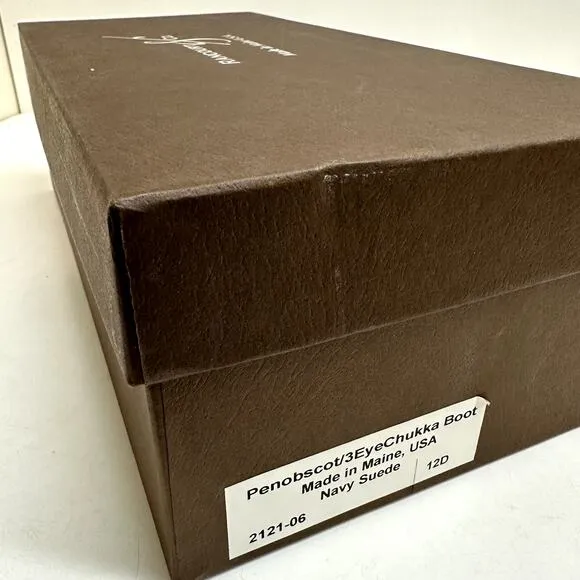 Penobscot/3EyeChukka Boot
Made in Maine, USA
Navy Suede
12D
2121-06